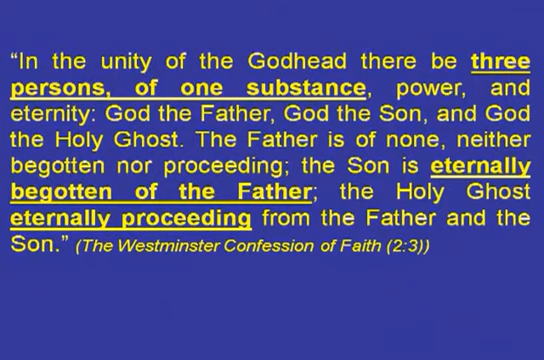 “In the unity of the Godhead there be three
persons, of one substance, power, and
eternity: God the Father, God the Son, and God
the Holy Ghost. The Father is of none, neither
begotten nor proceeding; the Son is eternally
begotten of the Father; the Holy Ghost
eternally proceeding from the Father and the
Son.” (The Westminster Confession of Faith (2:3))